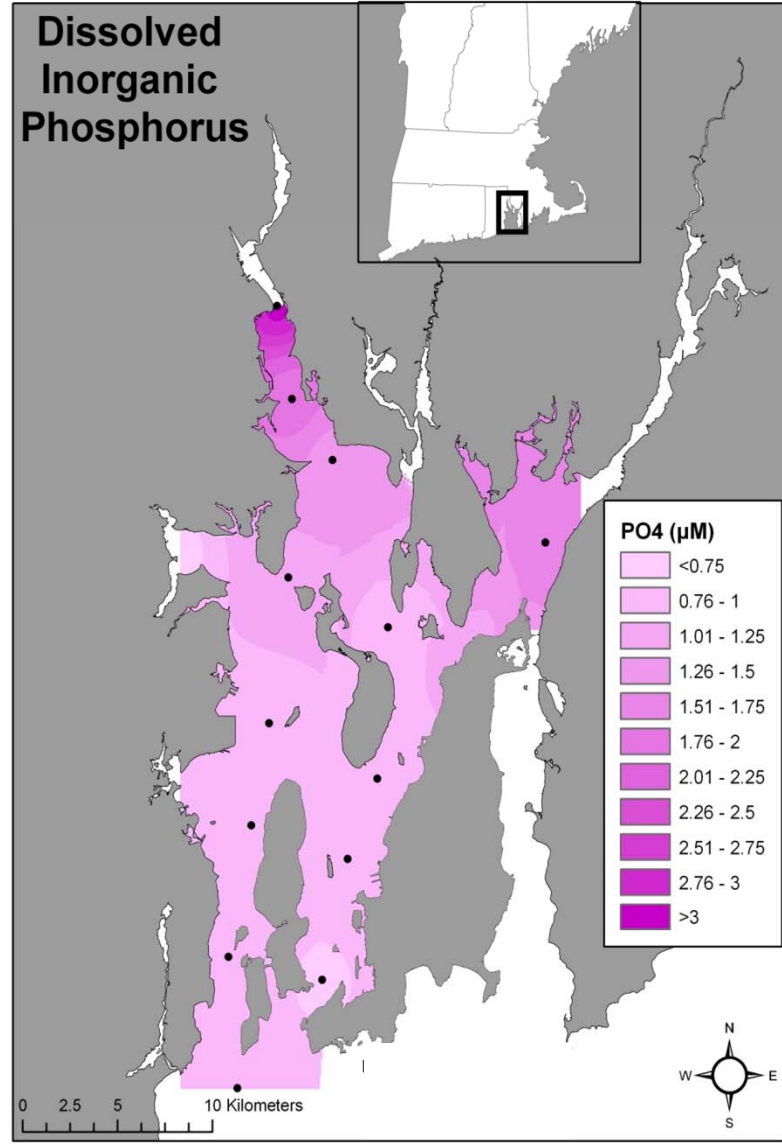 Dissolved
Inorganic
Phosphorus
PO4 (µM)
<0.75
0.76 - 1
1.01 - 1.25
1.26 - 1.5
1.51 - 1.75
1.76 - 2
2.01 - 2.25
2.26 - 2.5
2.51 - 2.75
2.76 - 3
>3
N
W E
S
0 2.5 5 10 Kilometers